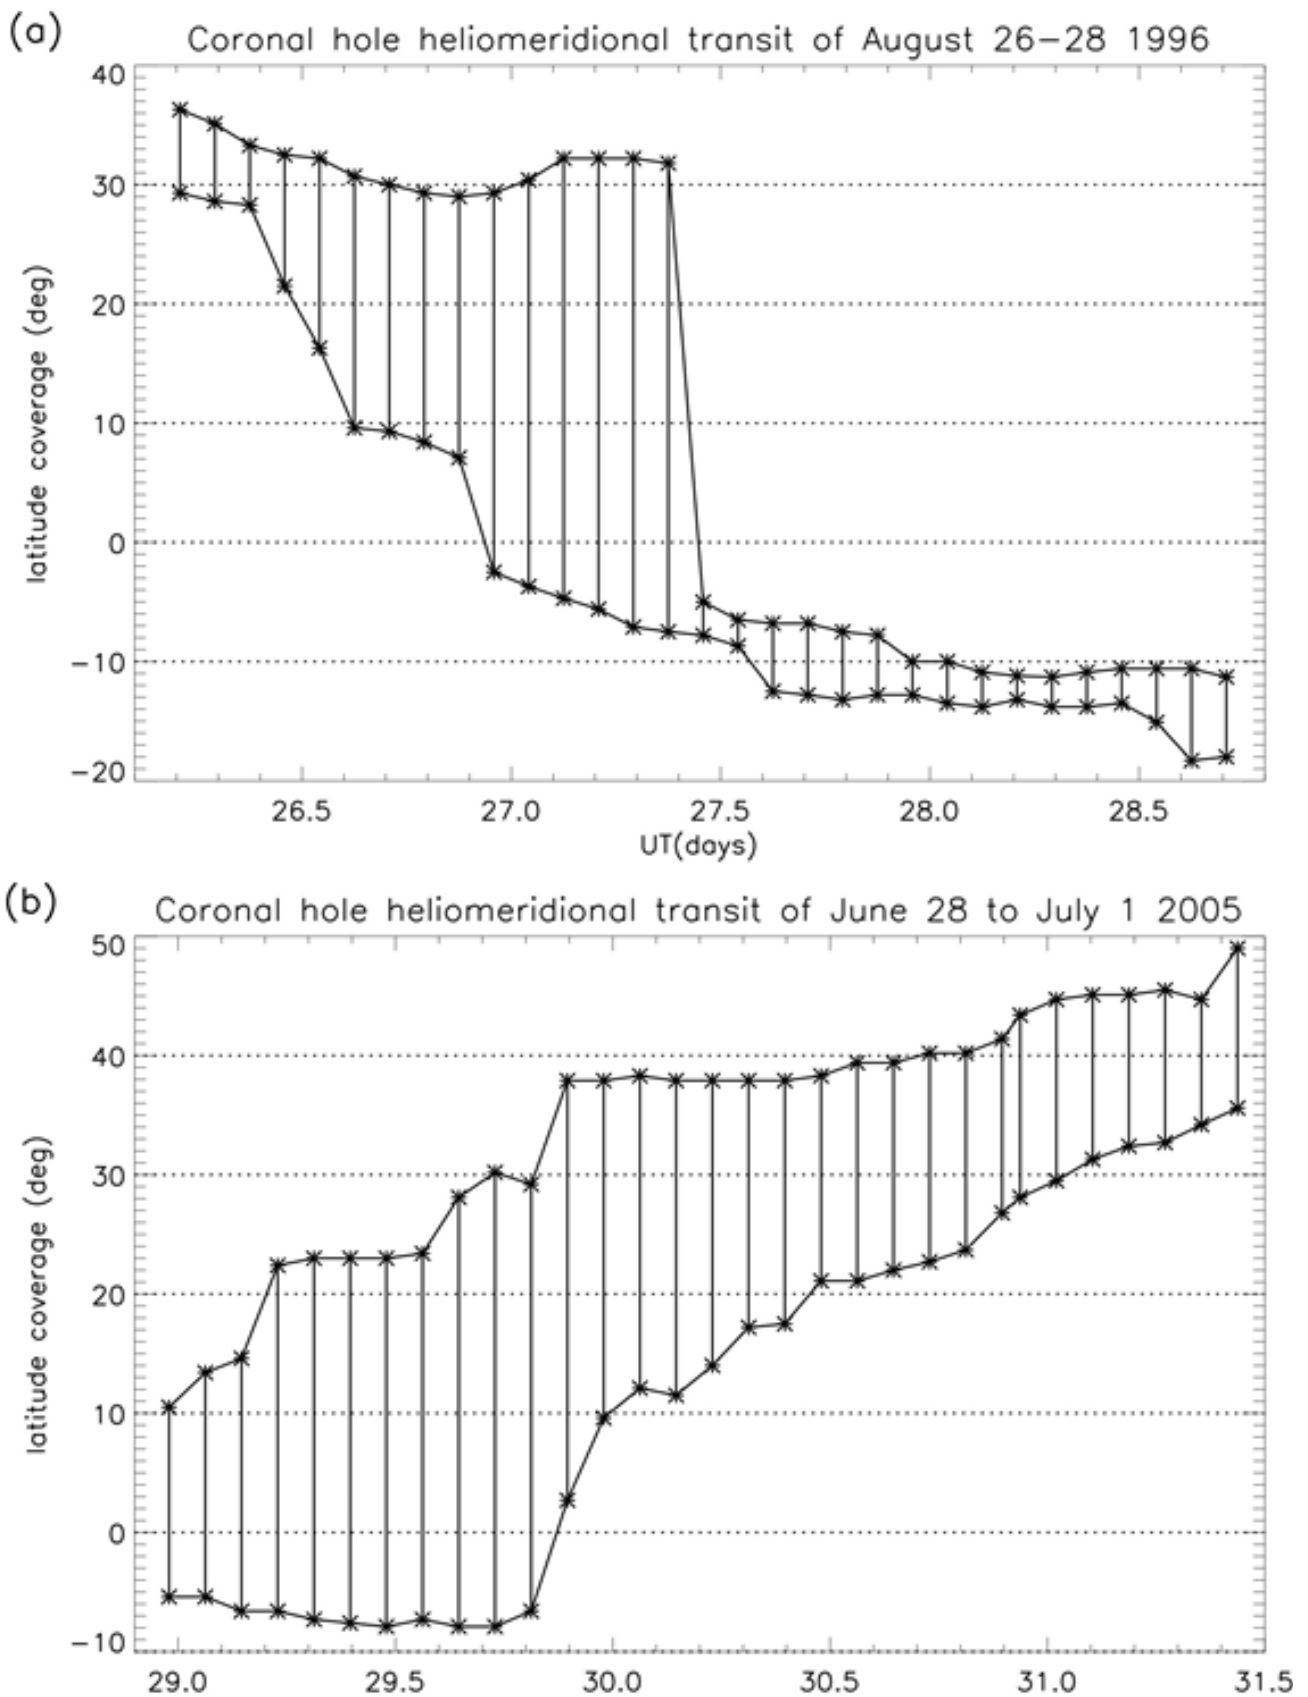 (a)
Coronal hole heliomeridional transit of August 26-28 1996
40
30
20
10
0
-10
-20
latitude coverage (deg)
26.5 27.0 27.5 28.0 28.5
UT(days)
(b)
Coronal hole heliomeridional transit of June 28 to July 1 2005
50
40
30
20
10
0
-10
latitude coverage (deg)
29.0 29.5 30.0 30.5 31.0 31.5